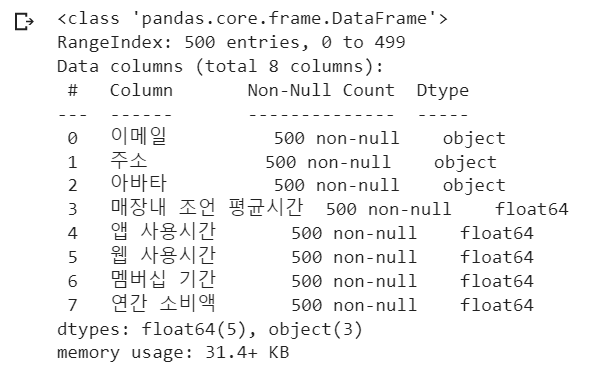 <class 'pandas.core.frame.DataFrame'>
RangeIndex: 500 entries, 0 to 499
Data columns (total 8 columns):
 #   Column       Non-Null Count  Dtype
---  ------       --------------  -----
 0   이메일          500 non-null    object
 1   주소          500 non-null    object
 2   아바타          500 non-null    object
 3   매장내 조언 평균시간  500 non-null    float64
 4   앱 사용시간       500 non-null    float64
 5   웹 사용시간       500 non-null    float64
 6   멤버십 기간       500 non-null    float64
 7   연간 소비액       500 non-null    float64
dtypes: float64(5), object(3)
memory usage: 31.4+ KB